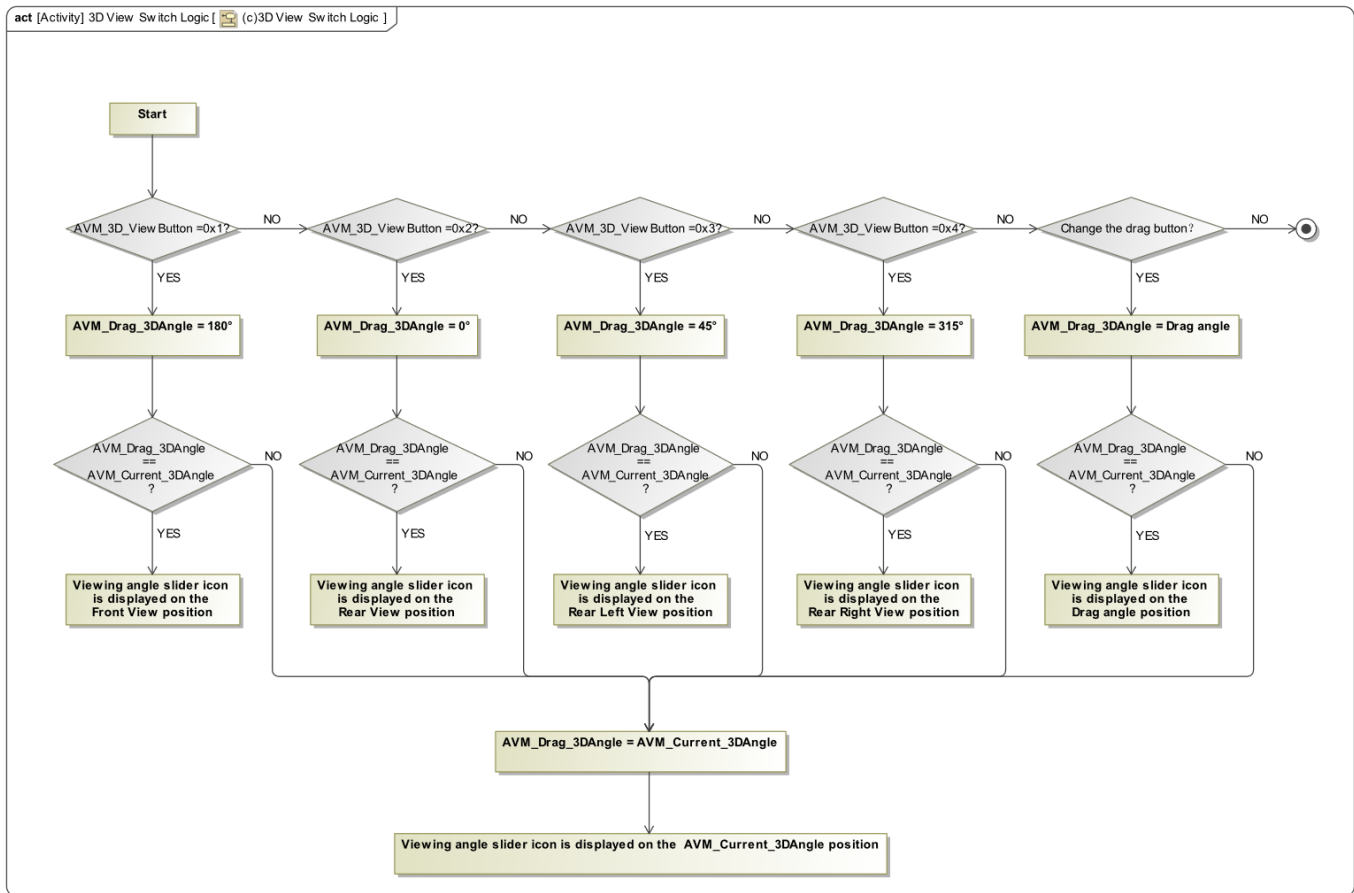 act [Activity] 3D View Switch Logic [ (c)3D View Switch Logic ]
Start
AVM_3D_View Button =0x1?
NO
AVM_3D_View Button =0x2?
NO
AVM_3D_View Button =0x3?
NO
AVM_3D_View Button =0x4?
NO
Change the drag button?
NO
YES
YES
YES
YES
YES
AVM_Drag_3DAngle = 180°
AVM_Drag_3DAngle = 0°
AVM_Drag_3DAngle = 45°
AVM_Drag_3DAngle = 315°
AVM_Drag_3DAngle = Drag angle
AVM_Drag_3DAngle
==
AVM_Current_3DAngle
?
NO
AVM_Drag_3DAngle
==
AVM_Current_3DAngle
?
NO
AVM_Drag_3DAngle
==
AVM_Current_3DAngle
?
NO
AVM_Drag_3DAngle
==
AVM_Current_3DAngle
?
NO
AVM_Drag_3DAngle
==
AVM_Current_3DAngle
?
NO
YES
YES
YES
YES
YES
Viewing angle slider icon
is displayed on the
Front View position
Viewing angle slider icon
is displayed on the
Rear View position
Viewing angle slider icon
is displayed on the
Rear Left View position
Viewing angle slider icon
is displayed on the
Rear Right View position
Viewing angle slider icon
is displayed on the
Drag angle position
AVM_Drag_3DAngle = AVM_Current_3DAngle
Viewing angle slider icon is displayed on the AVM_Current_3DAngle position